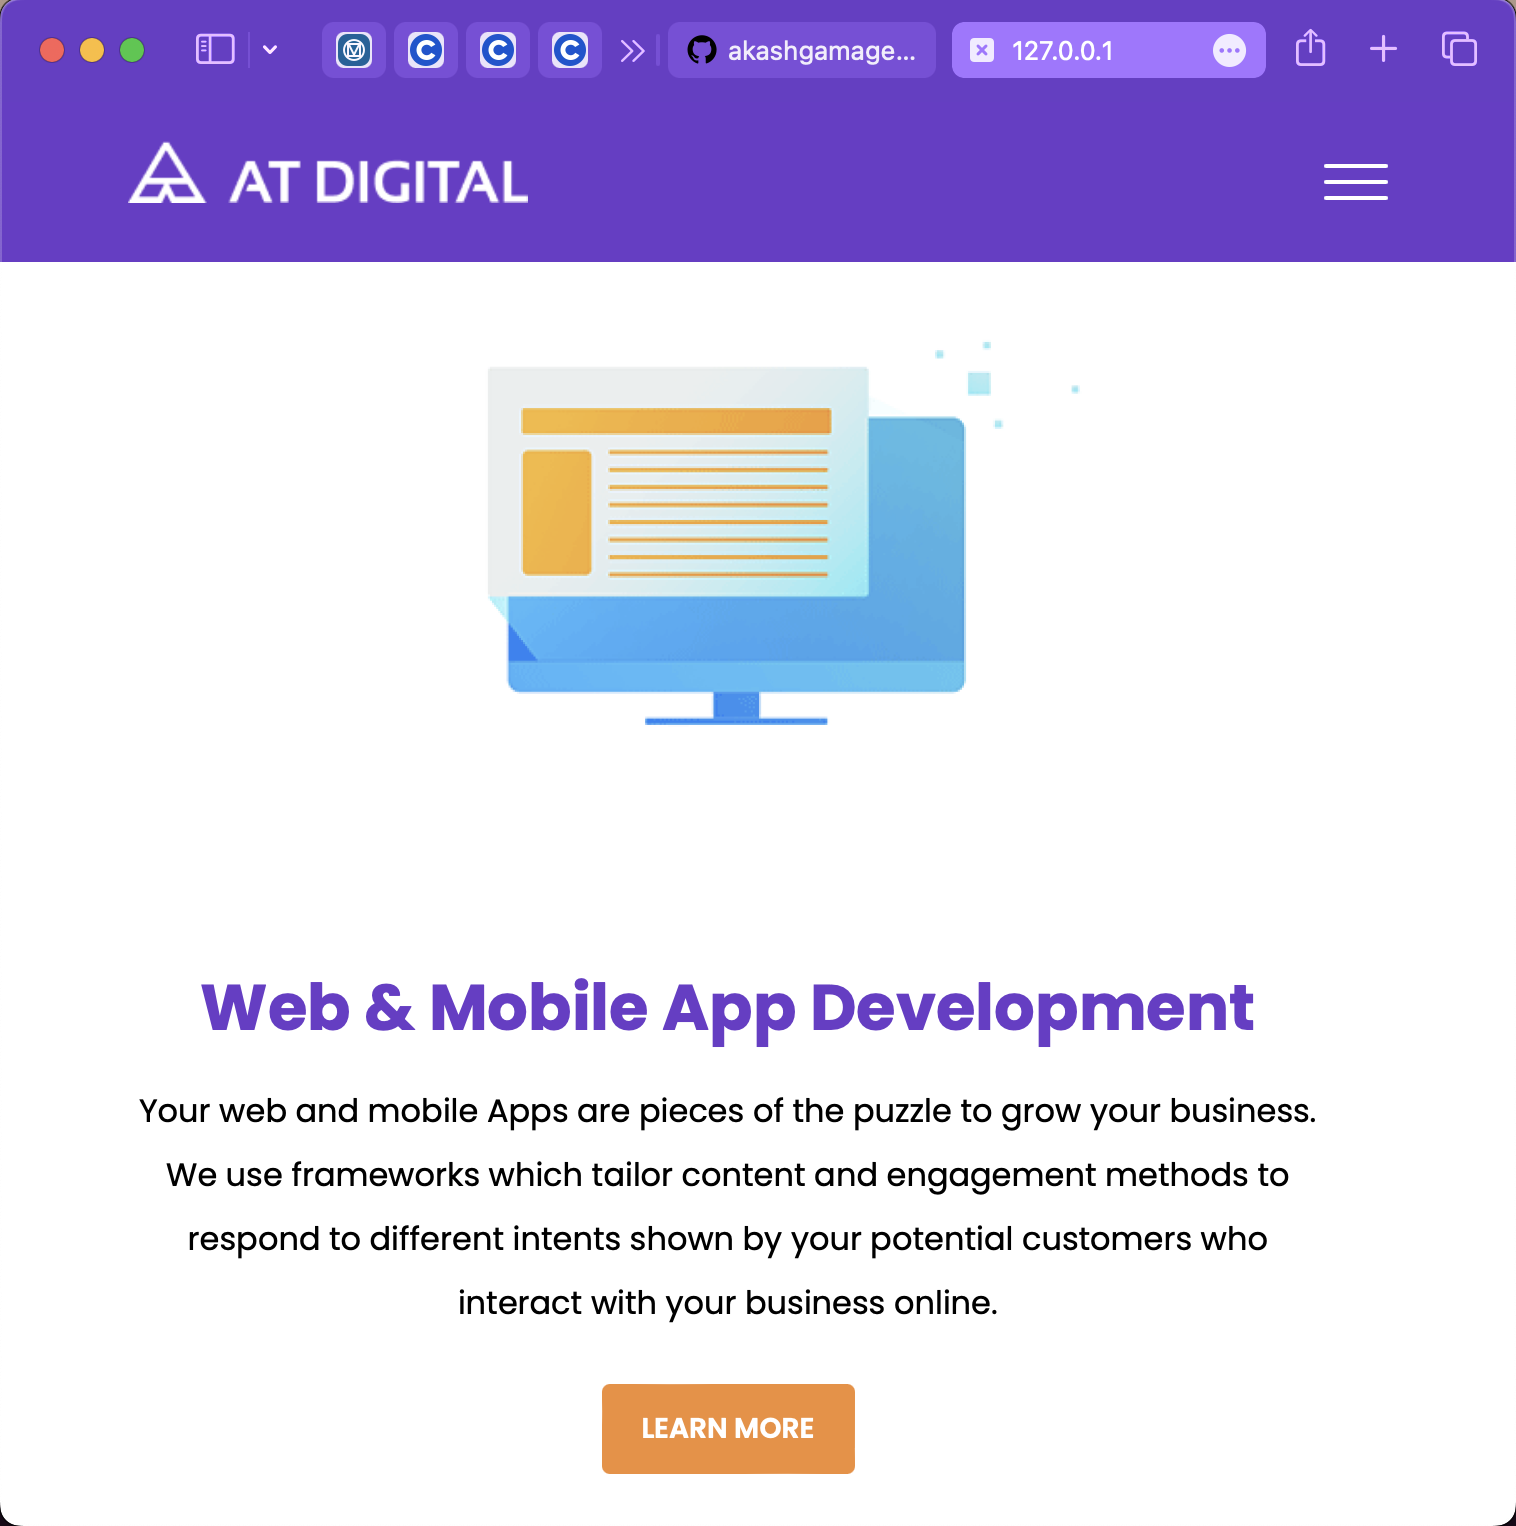 akashgamage...
127.0.0.1
AT DIGITAL
Web & Mobile App Development
Your web and mobile Apps are pieces of the puzzle to grow your business.
We use frameworks which tailor content and engagement methods to
respond to different intents shown by your potential customers who
interact with your business online.
LEARN MORE